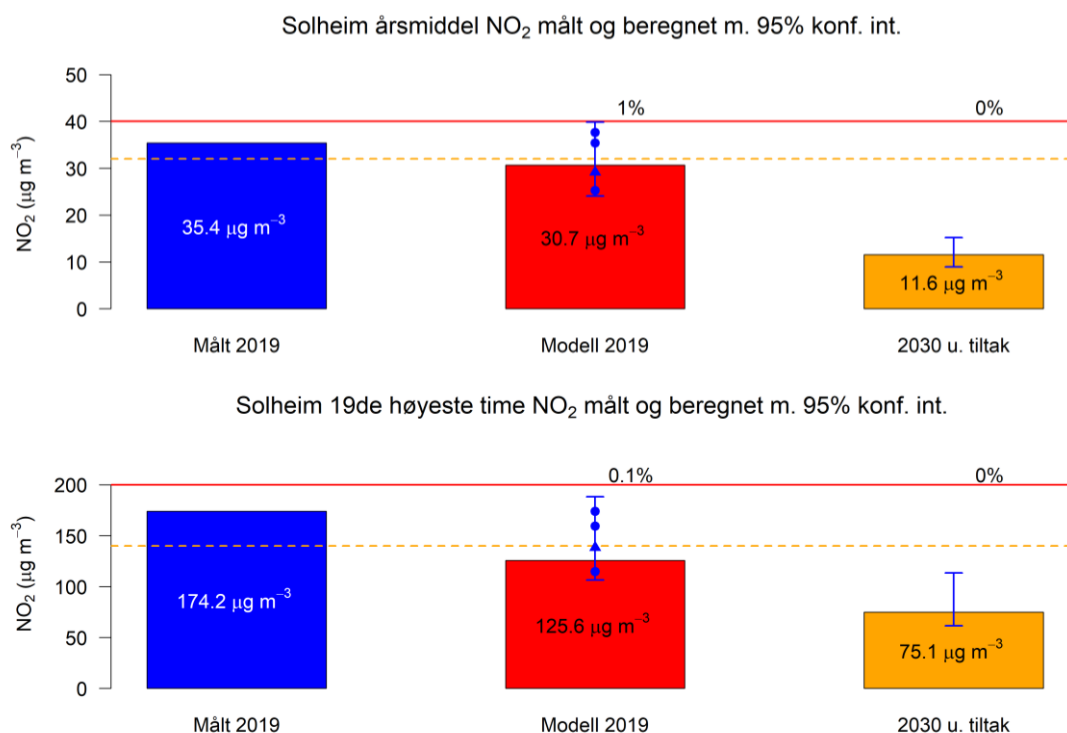 Solheim årsmiddel NO₂ målt og beregnet m. 95% konf. int.
NO₂ (μg m⁻³)
50
40
30
20
10
0
1%
0%
35.4 μg m⁻³
30.7 μg m⁻³
11.6 μg m⁻³
Målt 2019
Modell 2019
2030 u. tiltak
Solheim 19de høyeste time NO₂ målt og beregnet m. 95% konf. int.
NO₂ (μg m⁻³)
200
150
100
50
0
0.1%
0%
174.2 μg m⁻³
125.6 μg m⁻³
75.1 μg m⁻³
Målt 2019
Modell 2019
2030 u. tiltak